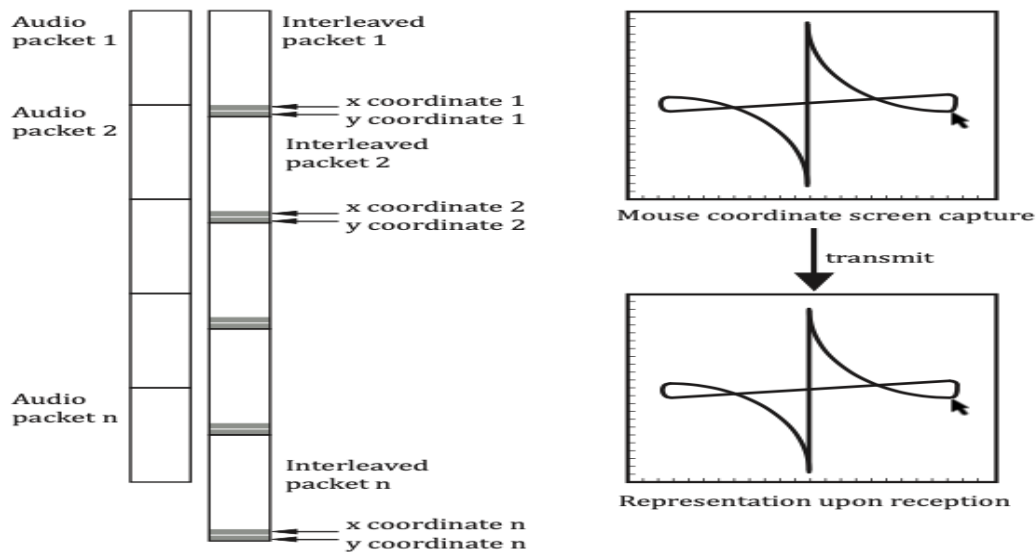 Audio
packet 1
Audio
packet 2
Audio
packet n
Interleaved
packet 1
x coordinate 1
y coordinate 1
Interleaved
packet 2
x coordinate 2
y coordinate 2
Interleaved
packet n
x coordinate n
y coordinate n
Mouse coordinate screen capture
transmit
Representation upon reception